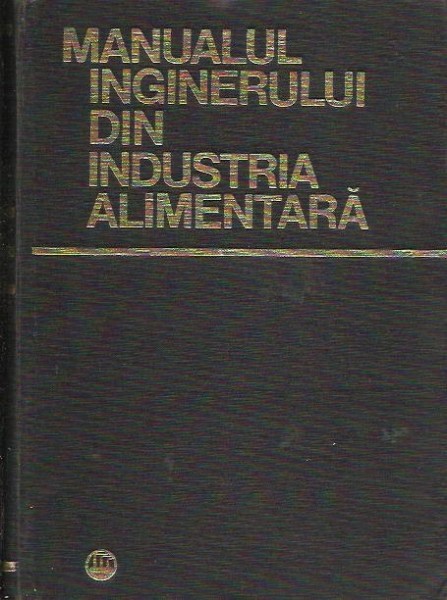 MANUALUL
INGINERULUI
DIN
INDUSTRIA
ALIMENTARĂ